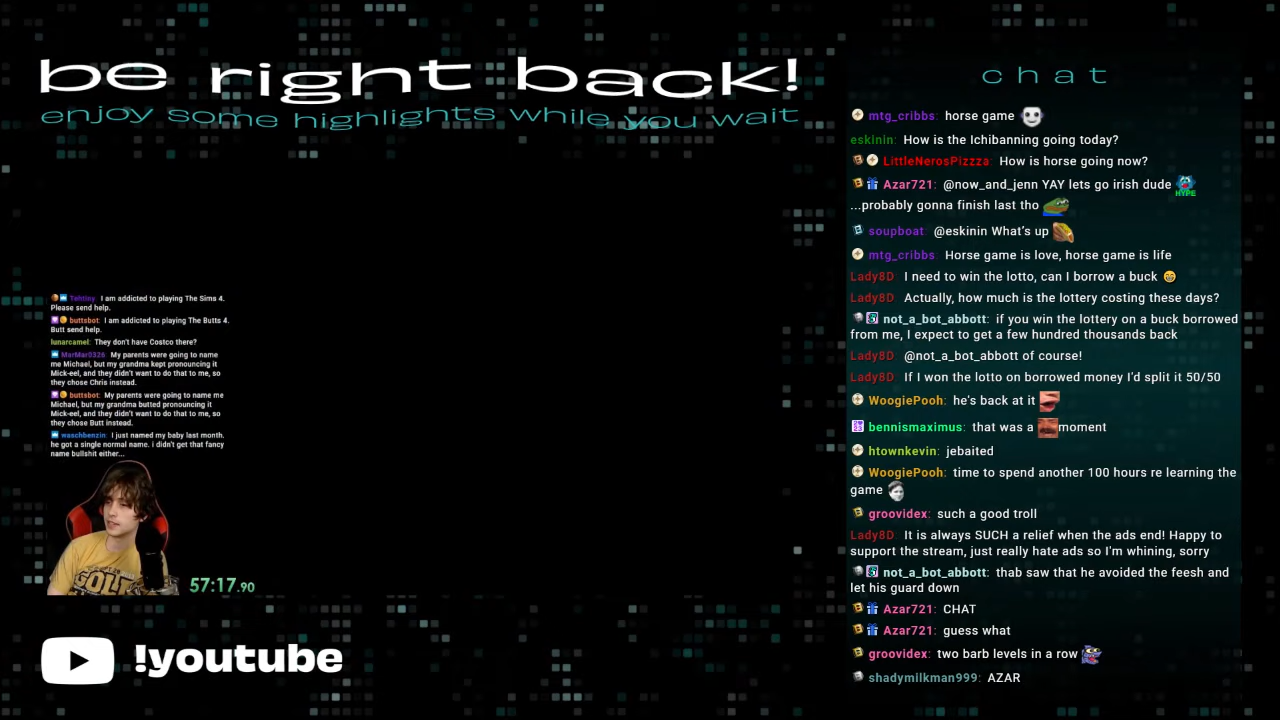 be right back!
enjoy some highlights while you wait
Tehtiny I am addicted to playing The Sims 4.
Please send help.
buttsbot: I am addicted to playing The Butts 4.
Butt send help.
lunarcamel: They don't have Costco there?
MarMar0326 My parents were going to name
me Michael, but my grandma kept pronouncing it
Mick-eel, and they didn't want to do that to me, so
they chose Chris instead.
buttsbot: My parents were going to name me
Michael, but my grandma butted pronouncing it
Mick-eel, and they didn't want to do that to me, so
they chose Butt instead.
waschbenzin: I just named my baby last month.
he got a single normal name. i didn't get that fancy
name bullshit either...
57:17.90
!youtube
chat
mtg_cribbs: horse game
eskinin: How is the Ichibanning going today?
LittleNerosPizzza: How is horse going now?
Azar721: @now_and_jenn YAY lets go irish dude HYPE
...probably gonna finish last tho
soupboat: @eskinin What's up
mtg_cribbs: Horse game is love, horse game is life
Lady8D: I need to win the lotto, can I borrow a buck 😁
Lady8D: Actually, how much is the lottery costing these days?
not_a_bot_abbott: if you win the lottery on a buck borrowed
from me, I expect to get a few hundred thousands back
Lady8D: @not_a_bot_abbott of course!
Lady8D: If I won the lotto on borrowed money I'd split it 50/50
WoogiePooh: he's back at it
bennismaximus: that was a moment
htownkevin: jebaited
WoogiePooh: time to spend another 100 hours re learning the
game
groovidex: such a good troll
Lady8D: It is always SUCH a relief when the ads end! Happy to
support the stream, just really hate ads so I'm whining, sorry
not_a_bot_abbott: thab saw that he avoided the feesh and
let his guard down
Azar721: CHAT
Azar721: guess what
groovidex: two barb levels in a row
shadymilkman999: AZAR